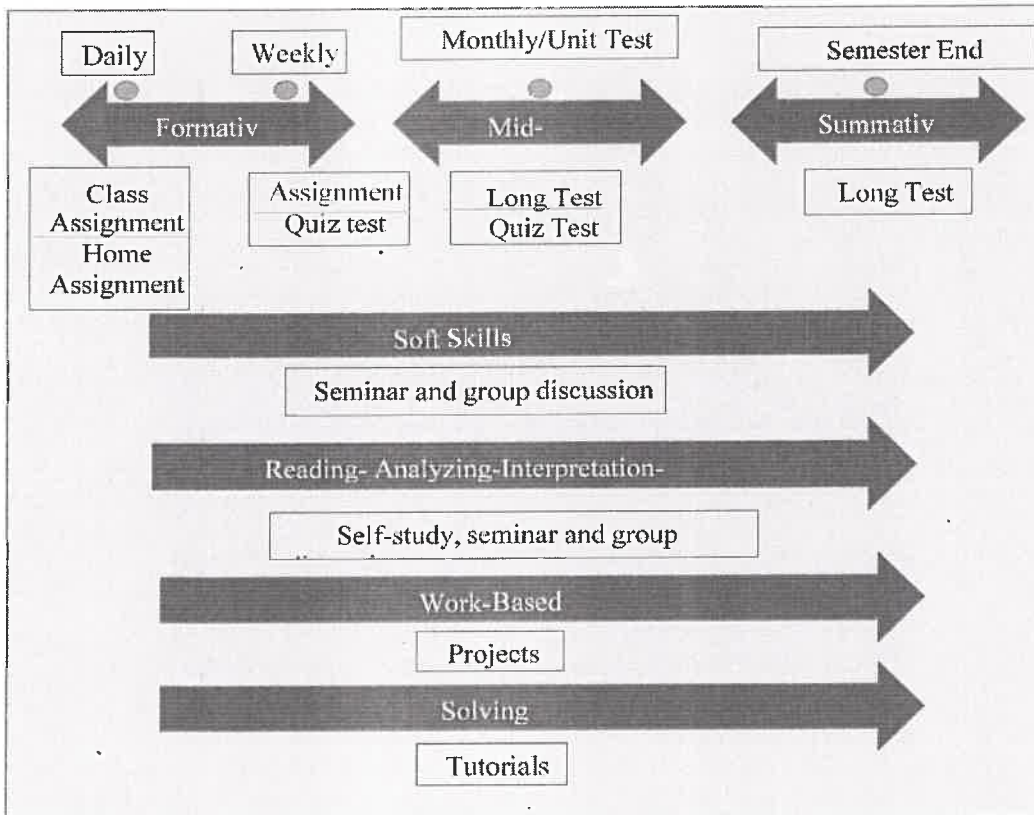 Daily
Weekly
Monthly/Unit Test
Semester End
Formativ
Mid-
Summativ
Class
Assignment
Home
Assignment
Assignment
Quiz test
Long Test
Quiz Test
Long Test
Soft Skills
Seminar and group discussion
Reading- Analyzing-Interpretation-
Self-study, seminar and group
Work-Based
Projects
Solving
Tutorials